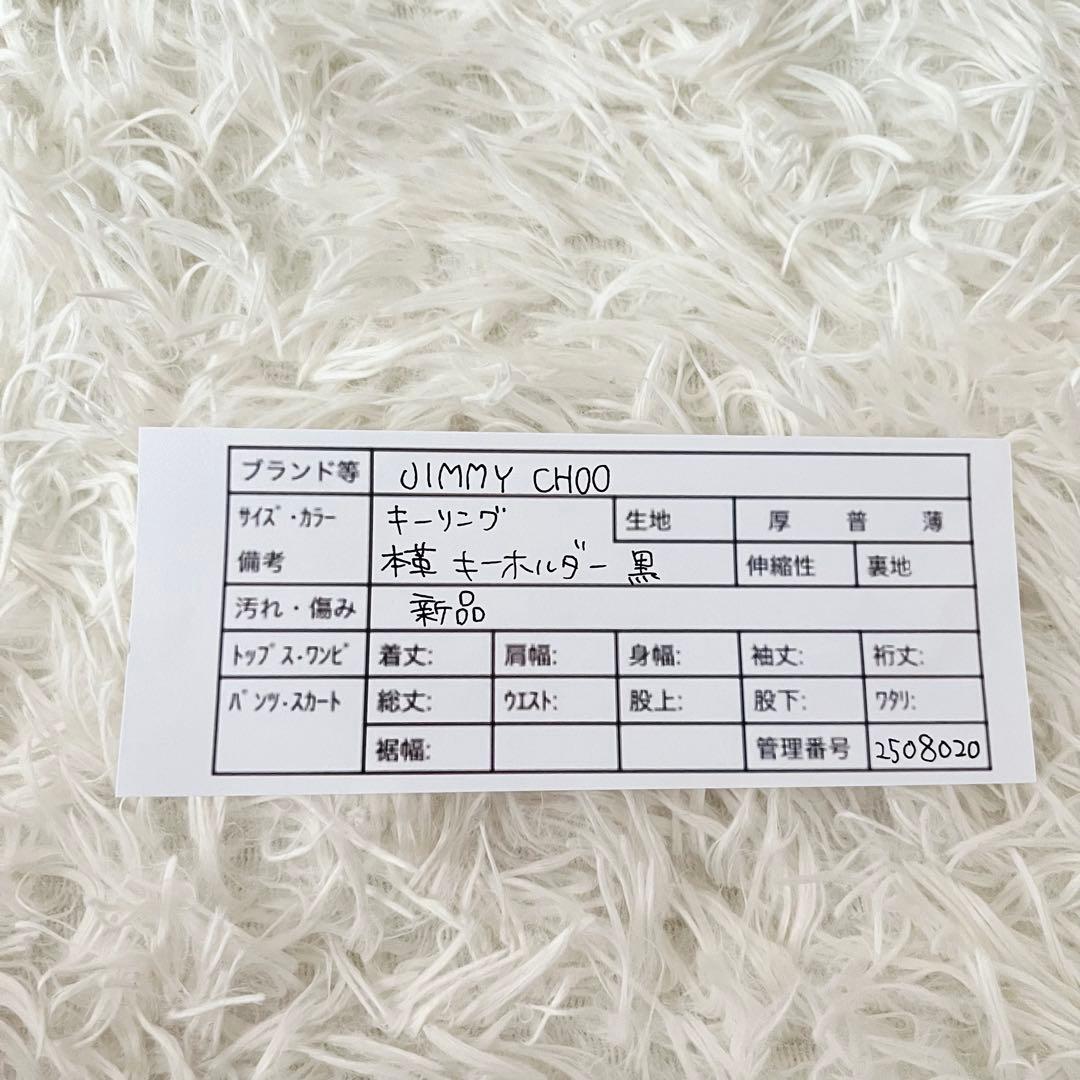 ブランド等 JIMMY CHOO
ｻｲｽﾞ・カラー キーリング 生地 厚 普 薄
備考 本革 キーホルダー 黒 伸縮性 裏地
汚れ・傷み 新品
ﾄｯﾌﾟｽ・ﾜﾝﾋﾟ 着丈: 肩幅: 身幅: 袖丈: 裄丈:
ﾊﾟﾝﾂ・ｽｶｰﾄ 総丈: ｳｴｽﾄ: 股上: 股下: ﾜﾀﾘ:
裾幅: 管理番号 2508020